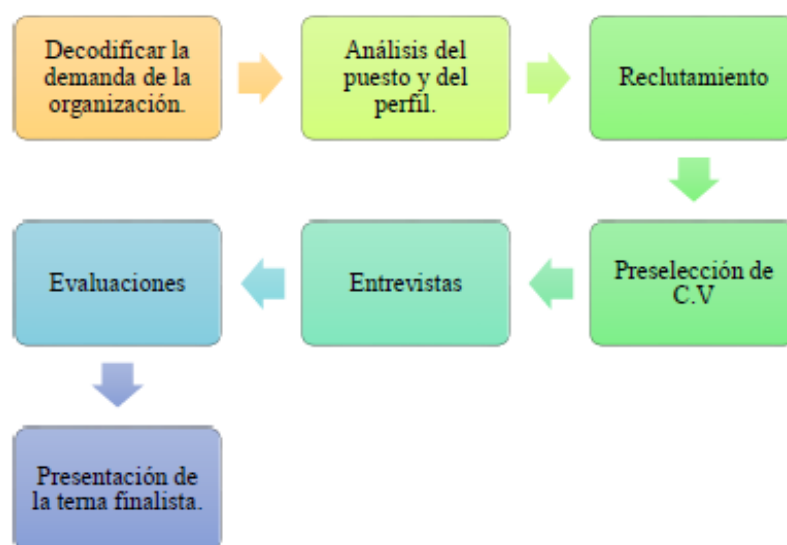 Decodificar la
demanda de la
organización.
Análisis del
puesto y del
perfil.
Reclutamiento
Preselección de
C.V
Entrevistas
Evaluaciones
Presentación de
la terna finalista.